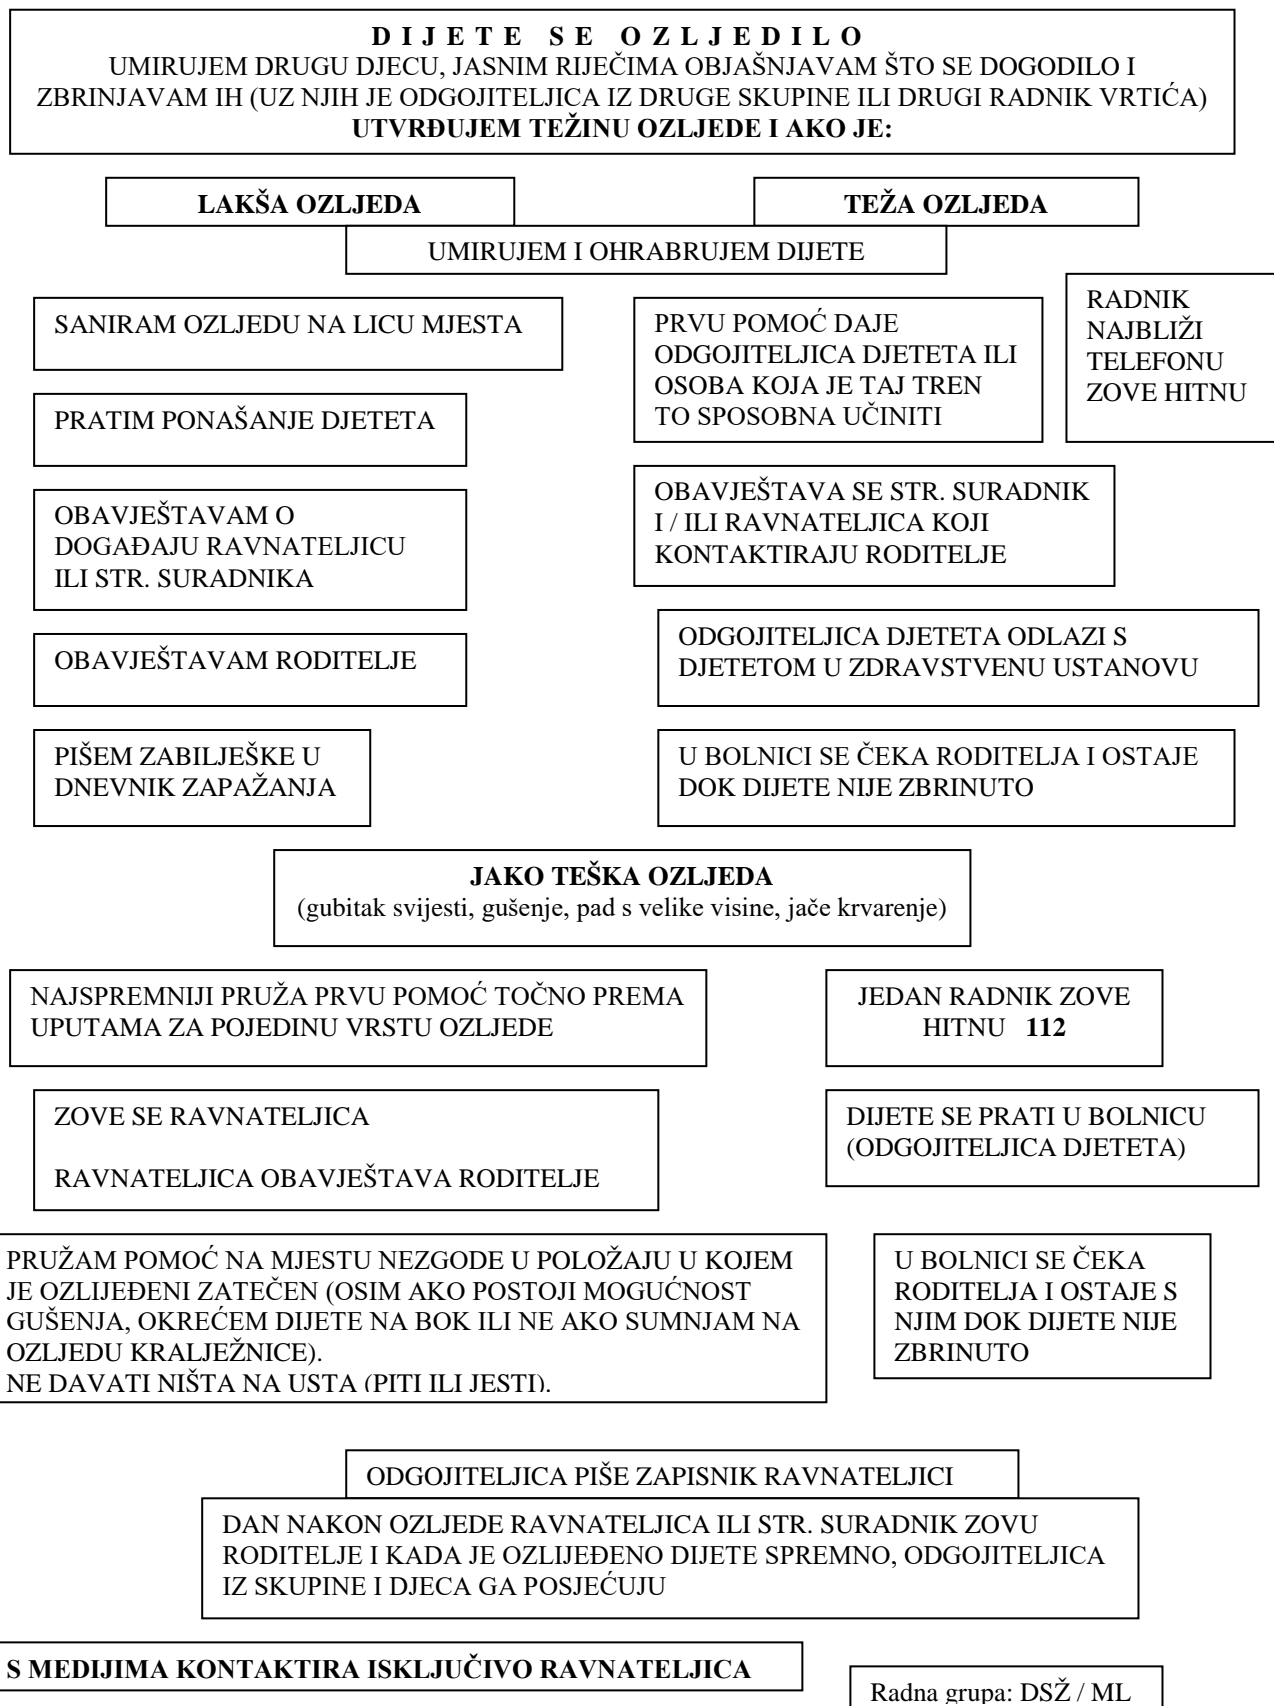 DIJETE SE OZLJEDILO
UMIRUJEM DRUGU DJECU, JASNIM RIJEČIMA OBJAŠNJAVAM ŠTO SE DOGODILO I
ZBRINJAVAM IH (UZ NJIH JE ODGOJITELJICA IZ DRUGE SKUPINE ILI DRUGI RADNIK VRTIĆA)
UTVRĐUJEM TEŽINU OZLJEDE I AKO JE:
LAKŠA OZLJEDA
TEŽA OZLJEDA
UMIRUJEM I OHRABRUJEM DIJETE
SANIRAM OZLJEDU NA LICU MJESTA
PRVU POMOĆ DAJE
ODGOJITELJICA DJETETA ILI
OSOBA KOJA JE TAJ TREN
TO SPOSOBNA UČINITI
RADNIK
NAJBLIŽI
TELEFONU
ZOVE HITNU
PRATIM PONAŠANJE DJETETA
OBAVJEŠTAVAM O
DOGAĐAJU RAVNATELJICU
ILI STR. SURADNIKA
OBAVJEŠTAVA SE STR. SURADNIK
I / ILI RAVNATELJICA KOJI
KONTAKTIRAJU RODITELJE
OBAVJEŠTAVAM RODITELJE
ODGOJITELJICA DJETETA ODLAZI S
DJETETOM U ZDRAVSTVENU USTANOVU
PIŠEM ZABILJEŠKE U
DNEVNIK ZAPAŽANJA
U BOLNICI SE ČEKA RODITELJA I OSTAJE
DOK DIJETE NIJE ZBRINUTO
JAKO TEŠKA OZLJEDA
(gubitak svijesti, gušenje, pad s velike visine, jače krvarenje)
NAJSPREMNIJI PRUŽA PRVU POMOĆ TOČNO PREMA
UPUTAMA ZA POJEDINU VRSTU OZLJEDE
JEDAN RADNIK ZOVE
HITNU 112
ZOVE SE RAVNATELJICA
RAVNATELJICA OBAVJEŠTAVA RODITELJE
DIJETE SE PRATI U BOLNICU
(ODGOJITELJICA DJETETA)
PRUŽAM POMOĆ NA MJESTU NEZGODE U POLOŽAJU U KOJEM
JE OZLIJEĐENI ZATEČEN (OSIM AKO POSTOJI MOGUĆNOST
GUŠENJA, OKREĆEM DIJETE NA BOK ILI NE AKO SUMNJAM NA
OZLJEDU KRALJEŽNICE).
NE DAVATI NIŠTA NA USTA (PITI ILI JESTI).
U BOLNICI SE ČEKA
RODITELJA I OSTAJE S
NJIM DOK DIJETE NIJE
ZBRINUTO
ODGOJITELJICA PIŠE ZAPISNIK RAVNATELJICI
DAN NAKON OZLJEDE RAVNATELJICA ILI STR. SURADNIK ZOVU
RODITELJE I KADA JE OZLIJEĐENO DIJETE SPREMNO, ODGOJITELJICA
IZ SKUPINE I DJECA GA POSJEĆUJU
S MEDIJIMA KONTAKTIRA ISKLJUČIVO RAVNATELJICA
Radna grupa: DSŽ / ML